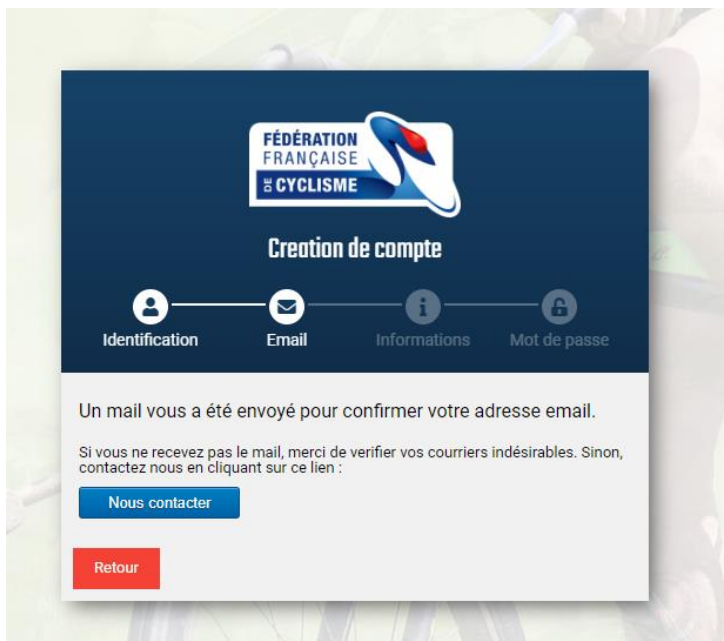 FÉDÉRATION
FRANÇAISE
DE CYCLISME
Creation de compte
Identification Email Informations Mot de passe
Un mail vous a été envoyé pour confirmer votre adresse email.
Si vous ne recevez pas le mail, merci de verifier vos courriers indésirables. Sinon,
contactez nous en cliquant sur ce lien :
Nous contacter
Retour